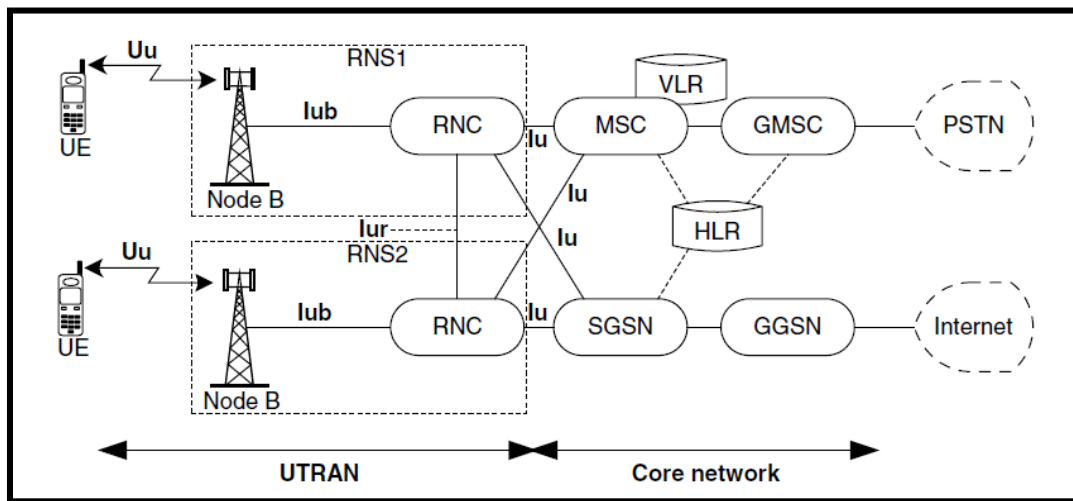 Uu
RNS1
VLR
UE
Iub
RNC
Iu
MSC
GMSC
PSTN
Node B
Iu
Iur
Iu
HLR
Uu
RNS2
UE
Iub
RNC
Iu
SGSN
GGSN
Internet
Node B
UTRAN
Core network